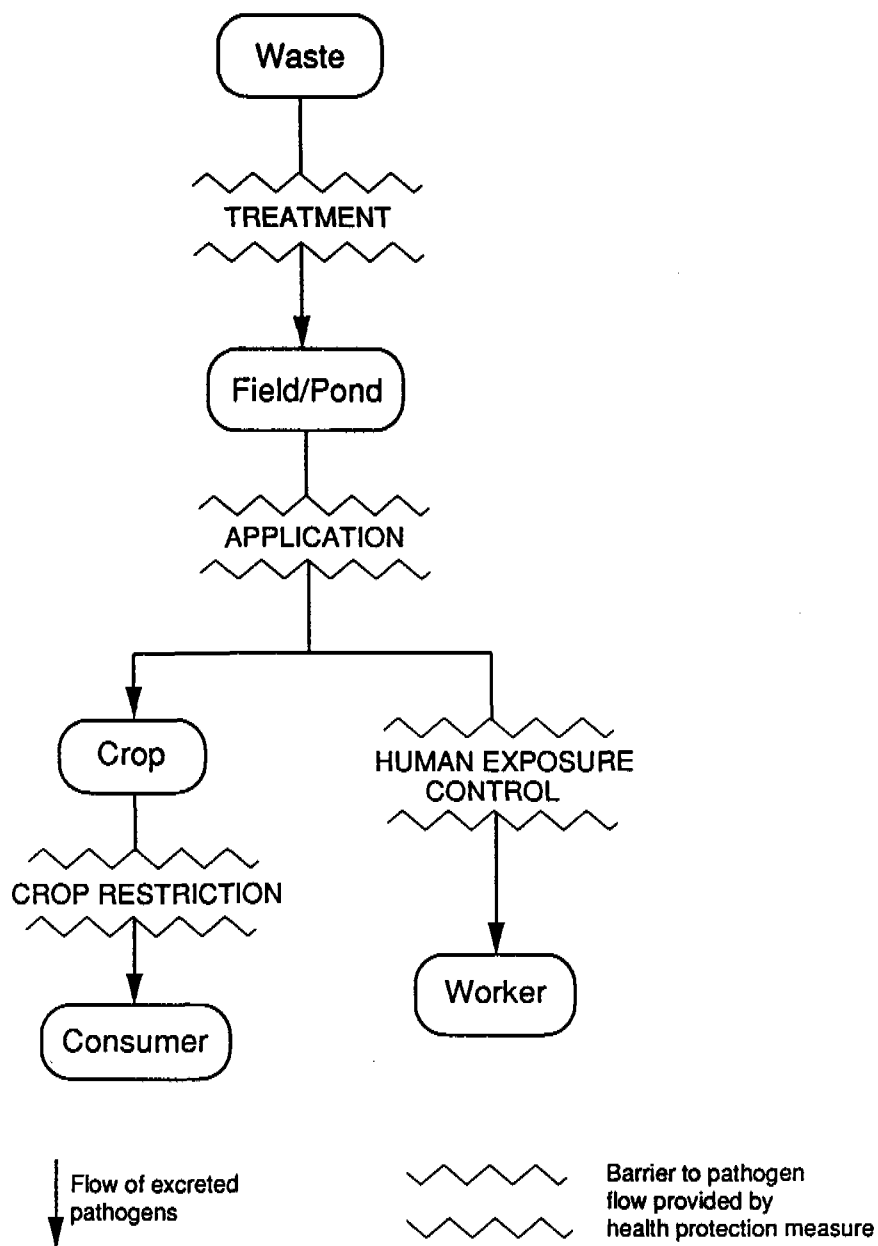 Waste
TREATMENT
Field/Pond
APPLICATION
Crop
HUMAN EXPOSURE
CONTROL
CROP RESTRICTION
Worker
Consumer
Flow of excreted
pathogens
Barrier to pathogen
flow provided by
health protection measure